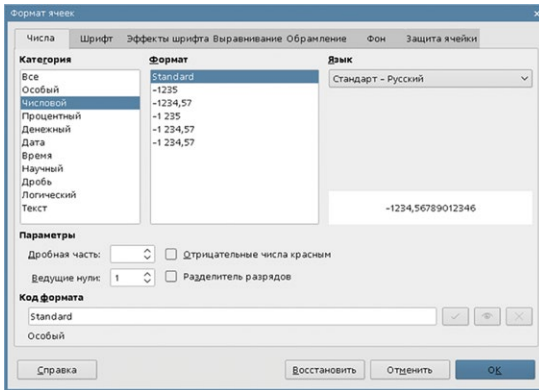 Формат ячеек
Числа Шрифт Эффекты шрифта Выравнивание Обрамление Фон Защита ячейки
Категория Формат Язык
Все Standard Стандарт – Русский
Особый -1235
Числовой -1234,57
Процентный -1 235
Денежный -1 234,57
Дата -1 234,57
Время
Научный
Дробь
Логический
Текст -1234,56789012346
Параметры
Дробная часть: Отрицательные числа красным
Ведущие нули: 1 Разделитель разрядов
Код формата
Standard
Особый
Справка Восстановить Отменить ОК